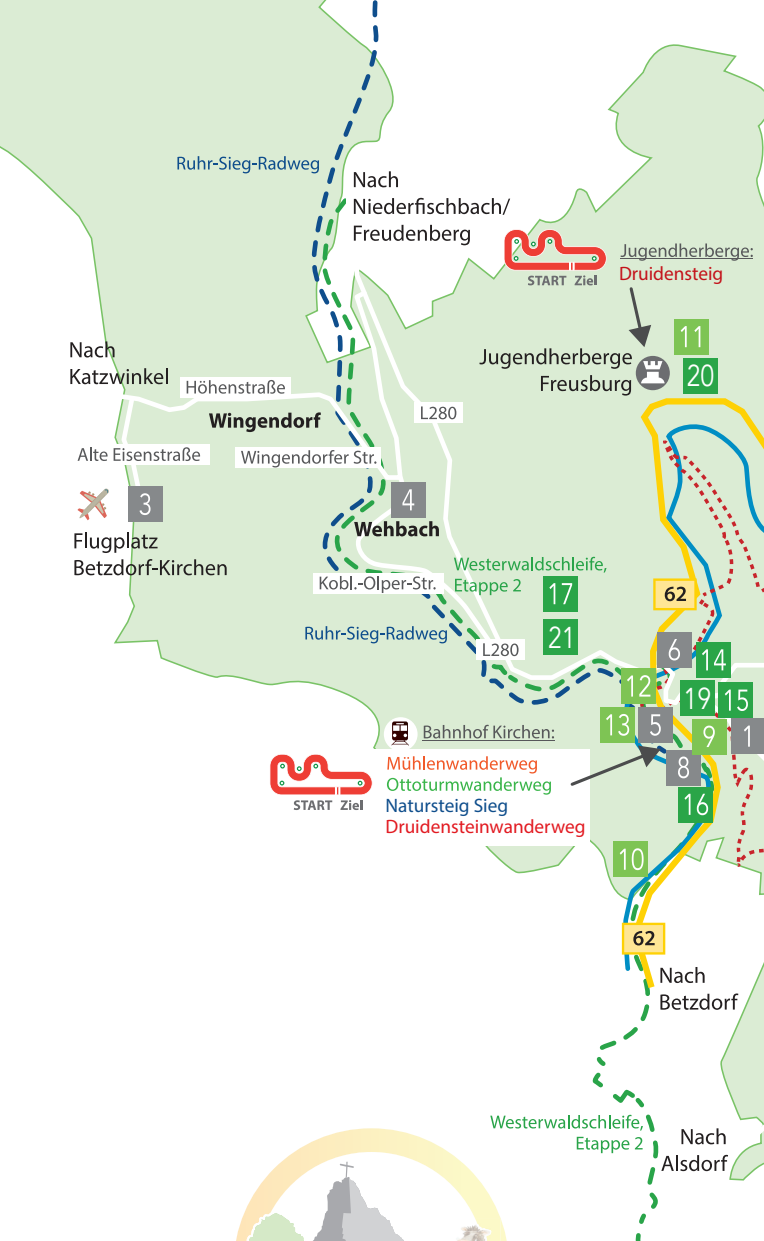 Ruhr-Sieg-Radweg
Nach
Niederfischbach/
Freudenberg
START Ziel
Jugendherberge:
Druidensteig
11
Jugendherberge
Freusburg
20
Nach
Katzwinkel
Höhenstraße
Wingendorf
L280
Alte Eisenstraße
Wingendorfer Str.
3
4
Wehbach
Flugplatz
Betzdorf-Kirchen
Kobl.-Olper-Str.
Westerwaldschleife,
Etappe 2
17
62
Ruhr-Sieg-Radweg
21
L280
6
14
12
19
15
13
5
9
1
8
16
Bahnhof Kirchen:
START Ziel
Mühlenwanderweg
Ottoturmwanderweg
Natursteig Sieg
Druidensteinwanderweg
10
62
Nach
Betzdorf
Westerwaldschleife,
Etappe 2
Nach
Alsdorf